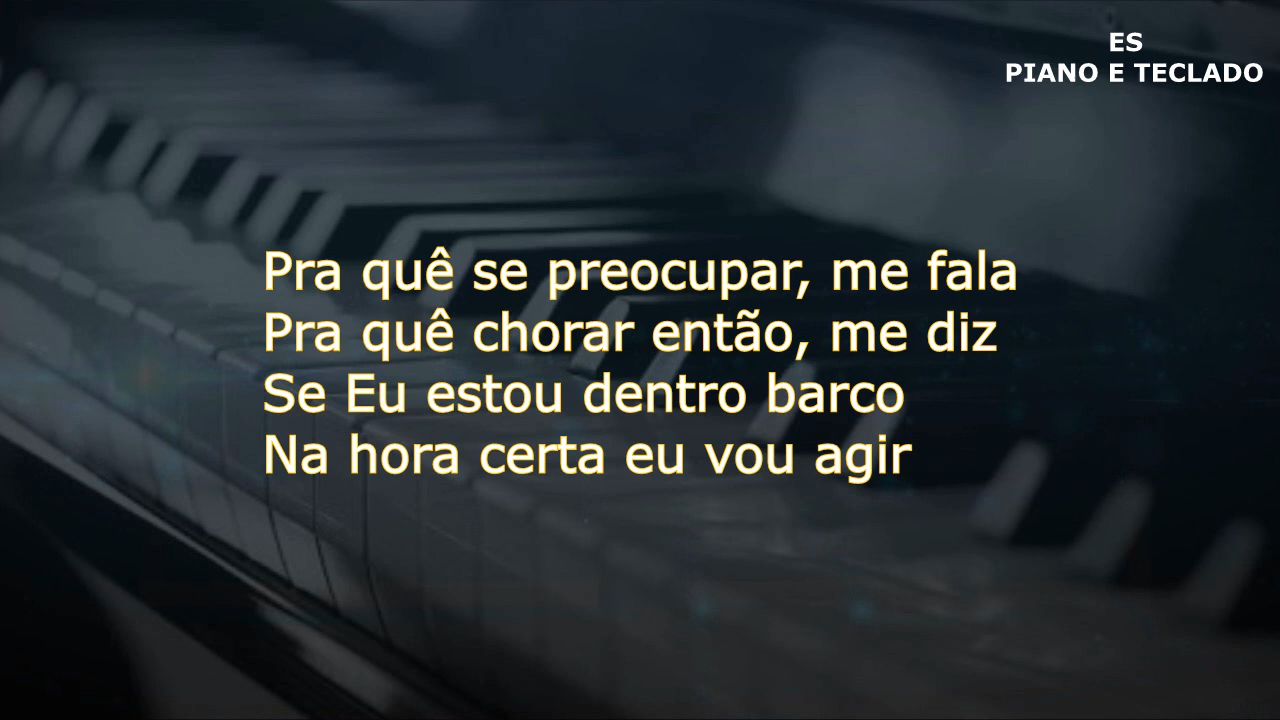 ES
PIANO E TECLADO
Pra quê se preocupar, me fala
Pra quê chorar então, me diz
Se Eu estou dentro barco
Na hora certa eu vou agir